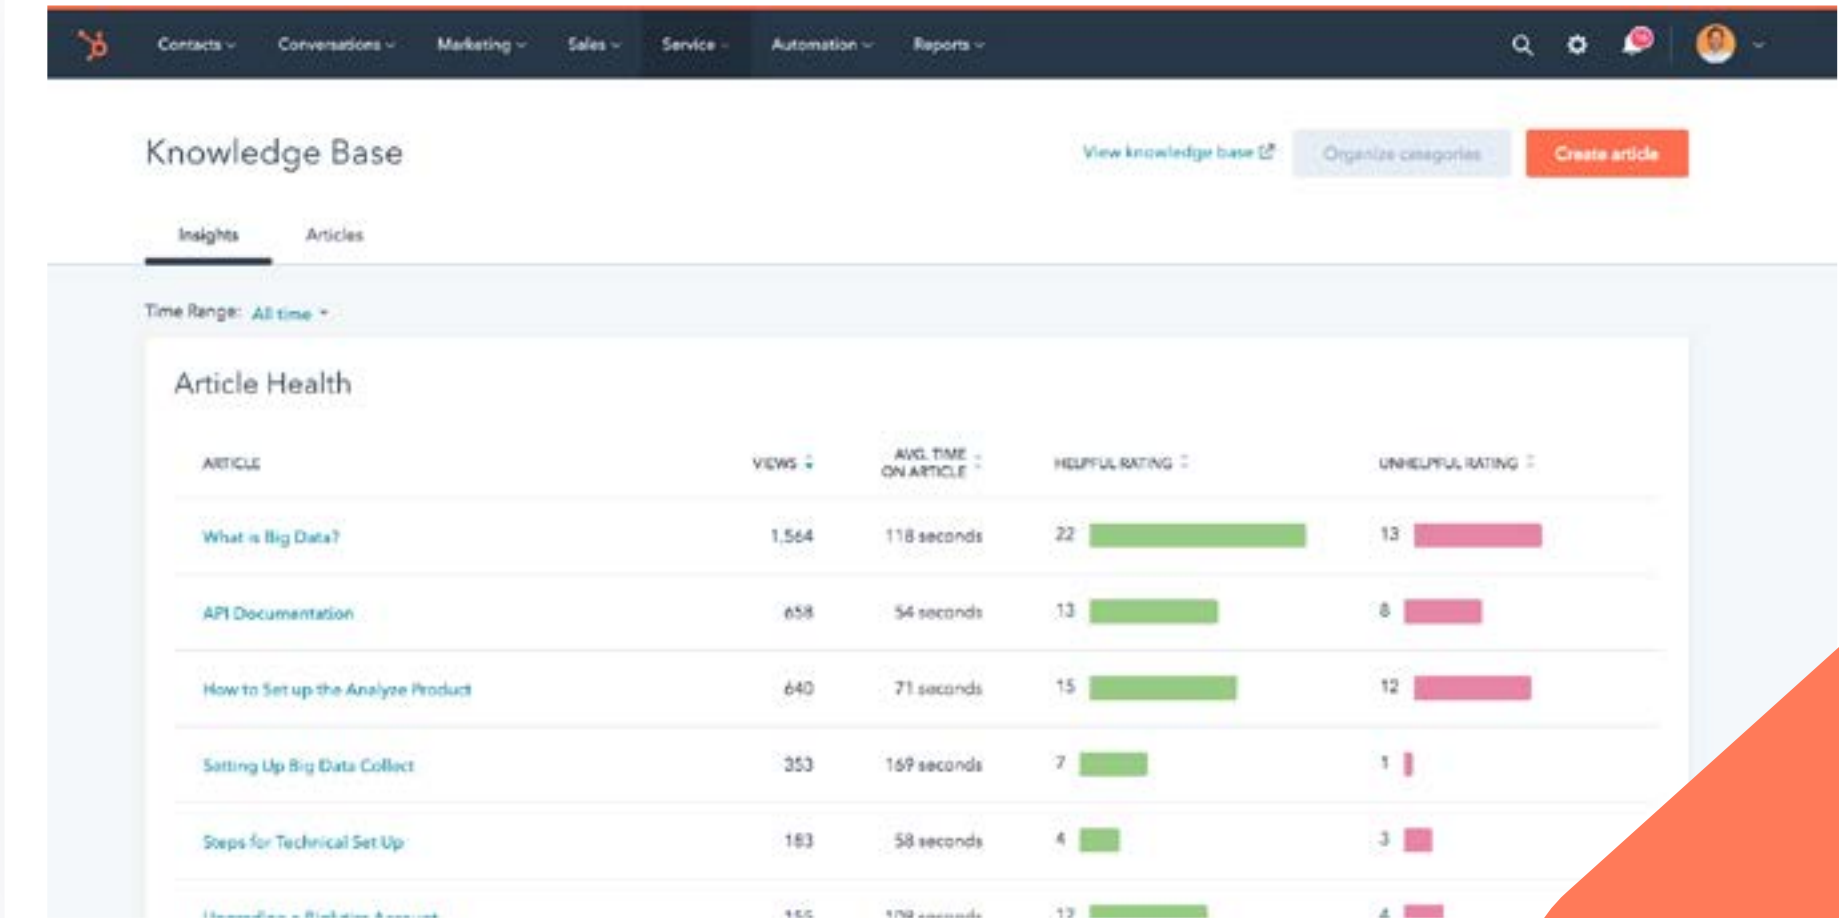 Contacts Conversations Marketing Sales Service Automation Reports
Knowledge Base
View knowledge base
Organize categories
Create article
Insights Articles
Time Range: All time
Article Health
ARTICLE VIEWS AVG. TIME ON ARTICLE HELPFUL RATING UNHELPFUL RATING
What is Big Data? 1,564 118 seconds 22 13
API Documentation 658 54 seconds 13 8
How to Set up the Analyze Product 640 71 seconds 15 12
Setting Up Big Data Collect 353 169 seconds 7 1
Steps for Technical Set Up 183 58 seconds 4 3
155 seconds 12 4